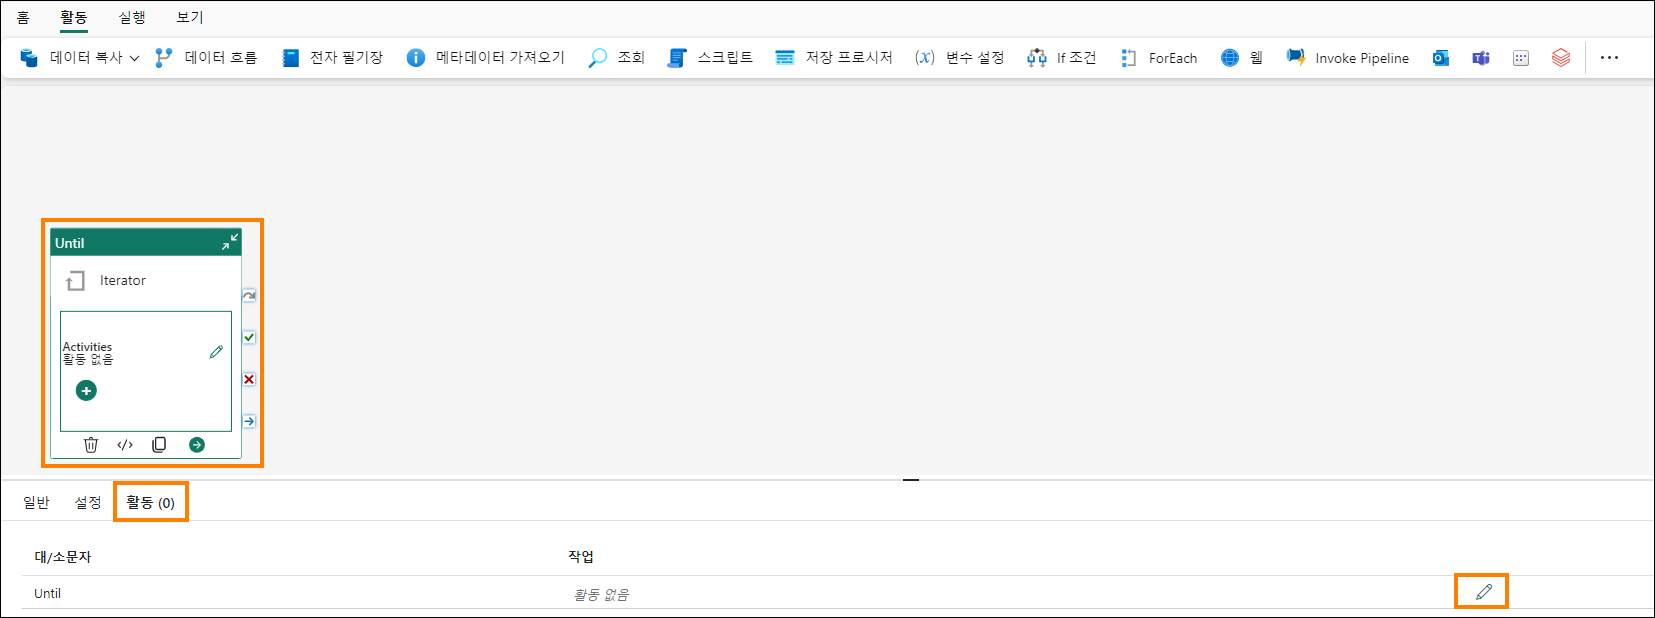 홈 활동 실행 보기
데이터 복사 데이터 흐름 전자 필기장 메타데이터 가져오기 조회 스크립트 저장 프로시저 (x) 변수 설정 If 조건 ForEach 웹 Invoke Pipeline ...
Until
Iterator
Activities
활동 없음
일반 설정 활동 (0)
대/소문자 작업
Until 활동 없음